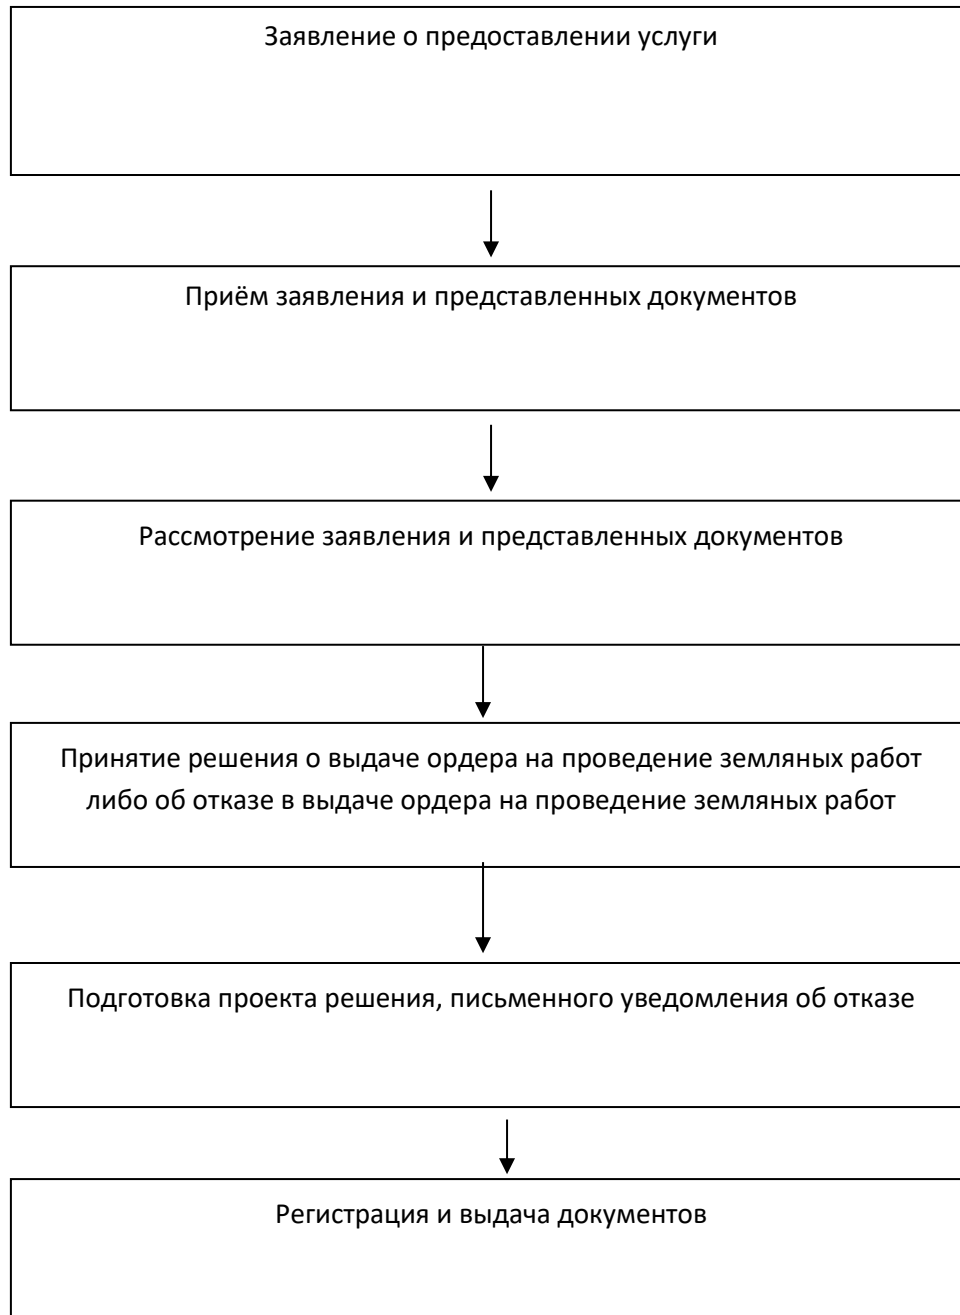 Заявление о предоставлении услуги
Приём заявления и представленных документов
Рассмотрение заявления и представленных документов
Принятие решения о выдаче ордера на проведение земляных работ
либо об отказе в выдаче ордера на проведение земляных работ
Подготовка проекта решения, письменного уведомления об отказе
Регистрация и выдача документов